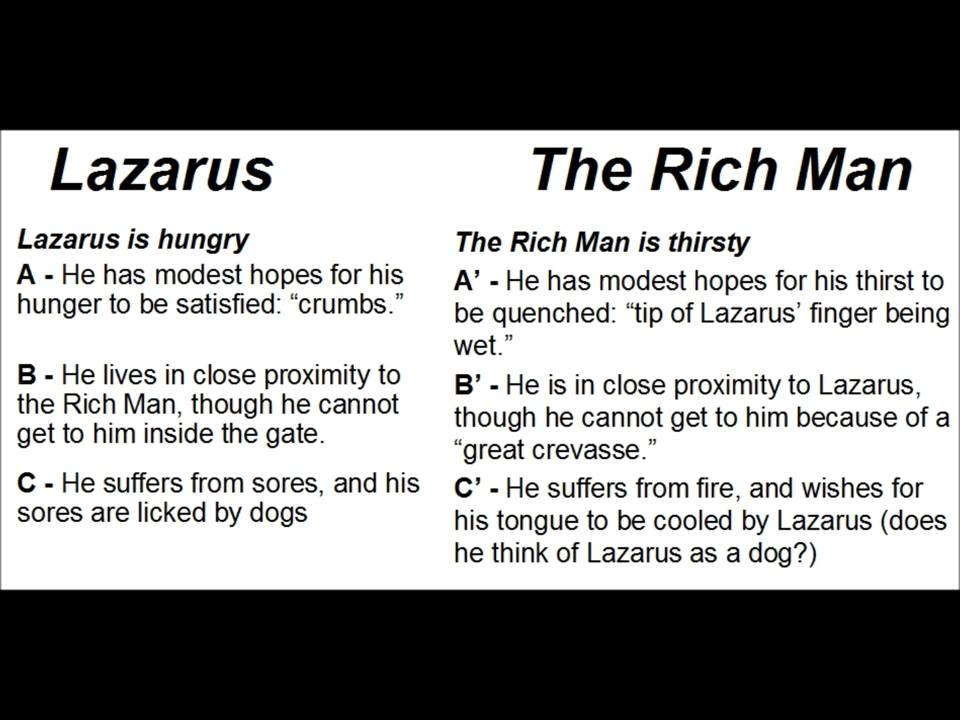 Lazarus
Lazarus is hungry
A - He has modest hopes for his
hunger to be satisfied: “crumbs.”
B - He lives in close proximity to
the Rich Man, though he cannot
get to him inside the gate.
C - He suffers from sores, and his
sores are licked by dogs
The Rich Man
The Rich Man is thirsty
A’ - He has modest hopes for his thirst to
be quenched: “tip of Lazarus’ finger being
wet.”
B’ - He is in close proximity to Lazarus,
though he cannot get to him because of a
“great crevasse.”
C’ - He suffers from fire, and wishes for
his tongue to be cooled by Lazarus (does
he think of Lazarus as a dog?)